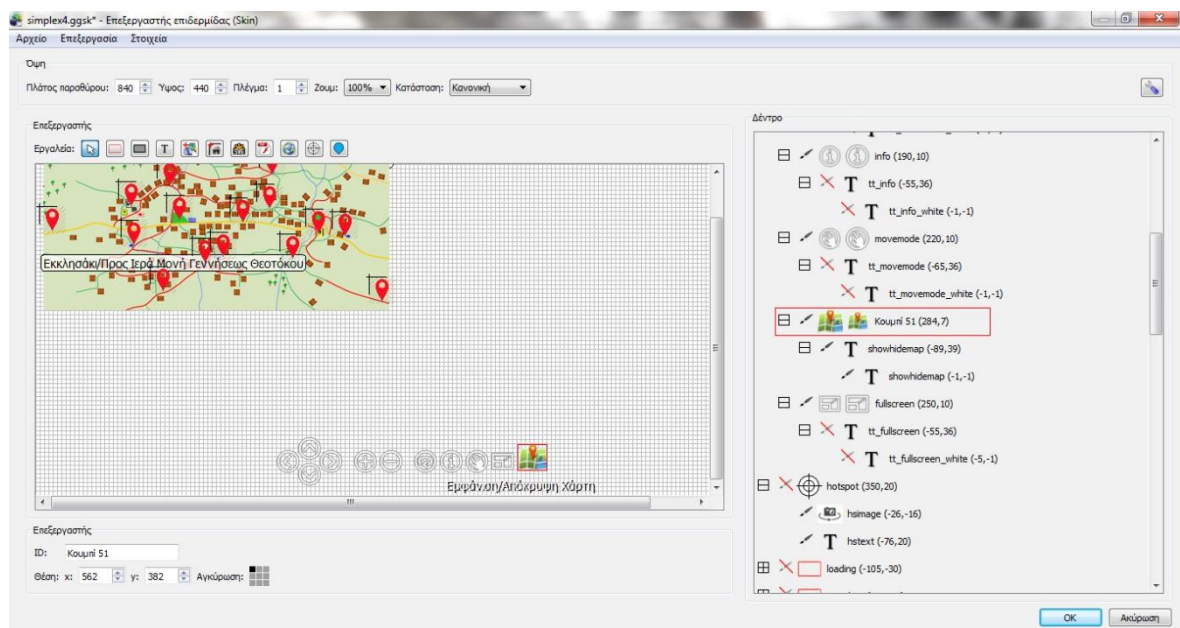 simplex4.ggsk* - Επεξεργαστής επιδερμίδας (Skin)
Αρχείο Επεξεργασία Στοιχεία
Όψη
Πλάτος παραθύρου: 840 Υψος: 440 Πλέγμα: 1 Ζουμ: 100% Κατάσταση: Κανονική
Επεξεργαστής
Εργαλεία:
Εκκλησάκι/Προς Ιερά Μονή Γεννήσεως Θεοτόκου
Εμφάνιση/Απόκρυψη Χάρτη
Επεξεργαστής
ID: Κουμπί 51
Θέση: x: 562 y: 382 Αγκύρωση:
Δέντρο
info (190,10)
tt_info (-55,36)
tt_info_white (-1,-1)
movemode (220,10)
tt_movemode (-65,36)
tt_movemode_white (-1,-1)
Κουμπί 51 (284,7)
showhidemap (-89,39)
showhidemap (-1,-1)
fullscreen (250,10)
tt_fullscreen (-55,36)
tt_fullscreen_white (-5,-1)
hotspot (350,20)
hsimage (-26,-16)
hstext (-76,20)
loading (-105,-30)
OK Ακύρωση